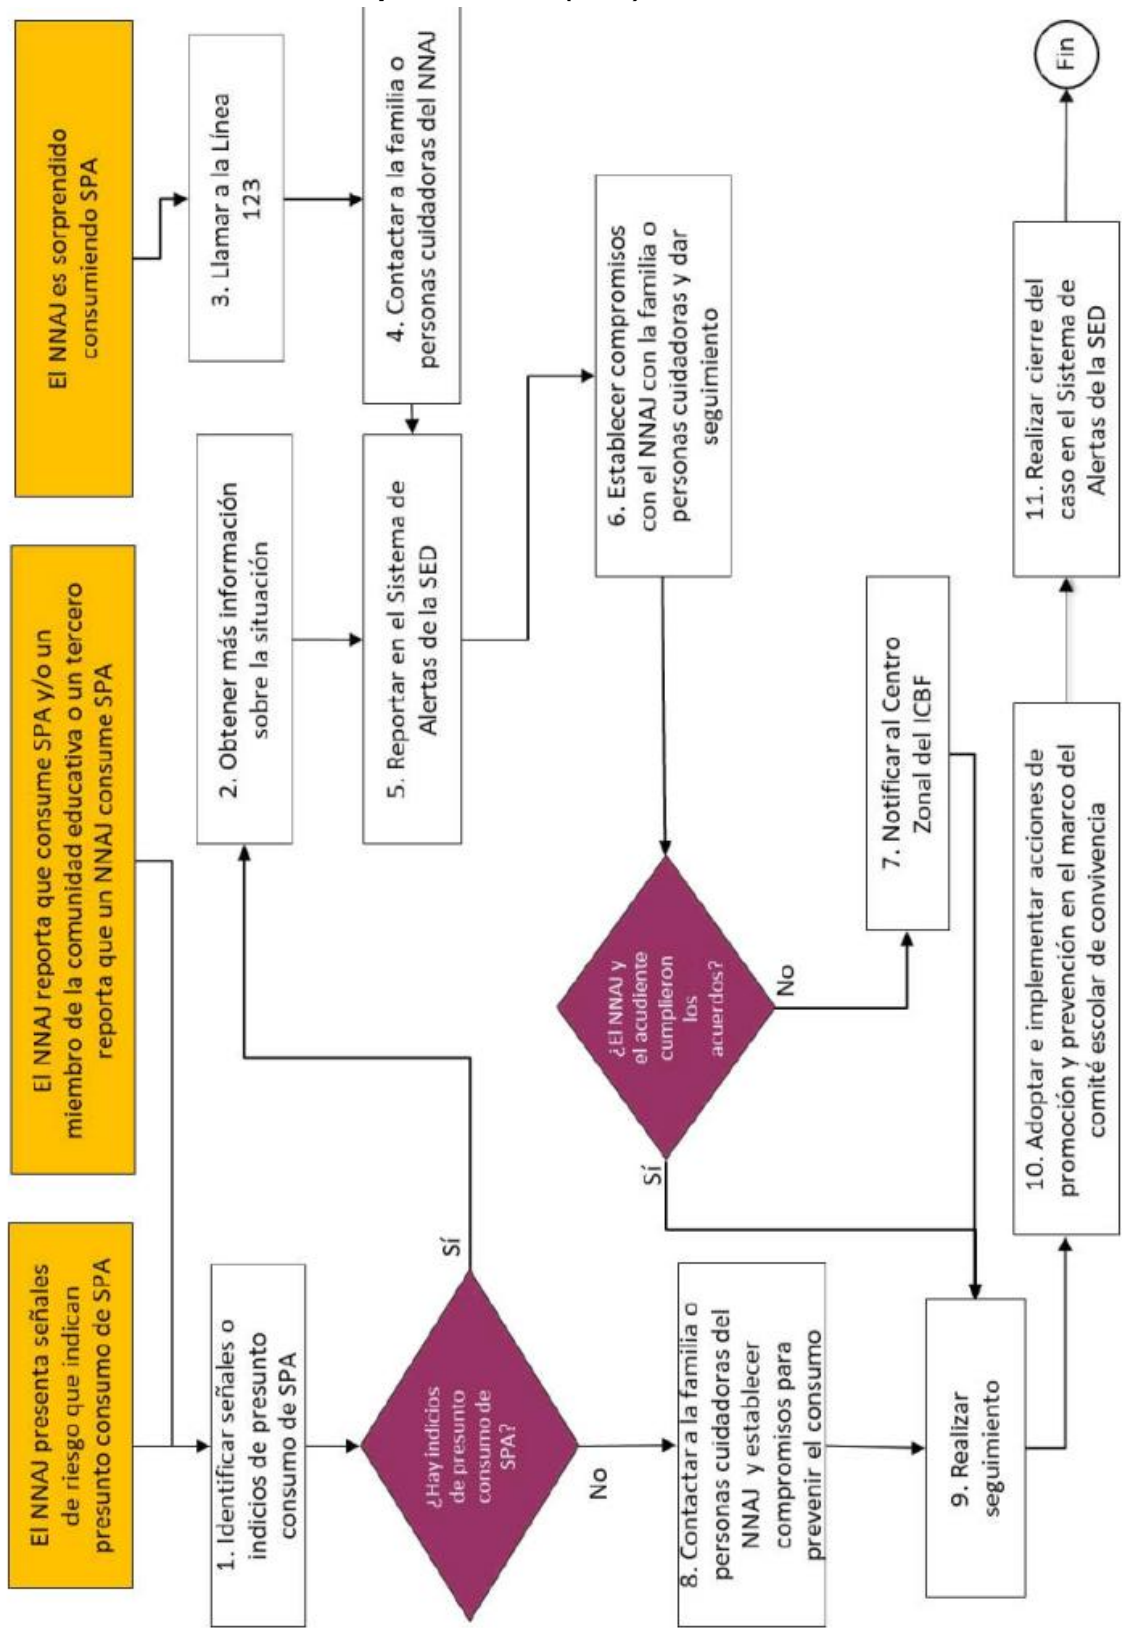 El NNAJ presenta señales
de riesgo que indican
presunto consumo de SPA
El NNAJ reporta que consume SPA y/o un
miembro de la comunidad educativa o un tercero
reporta que un NNAJ consume SPA
El NNAJ es sorprendido
consumiendo SPA
1. Identificar señales o
indicios de presunto
consumo de SPA
2. Obtener más información
sobre la situación
3. Llamar a la Línea
123
¿Hay indicios
de presunto
consumo de
SPA?
Sí
No
5. Reportar en el Sistema de
Alertas de la SED
4. Contactar a la familia o
personas cuidadoras del NNAJ
6. Establecer compromisos
con el NNAJ con la familia o
personas cuidadoras y dar
seguimiento
¿El NNAJ y
el acudiente
cumplieron
los
acuerdos?
Sí
No
8. Contactar a la familia o
personas cuidadoras del
NNAJ y establecer
compromisos para
prevenir el consumo
7. Notificar al Centro
Zonal del ICBF
9. Realizar
seguimiento
10. Adoptar e implementar acciones de
promoción y prevención en el marco del
comité escolar de convivencia
11. Realizar cierre del
caso en el Sistema de
Alertas de la SED
Fin